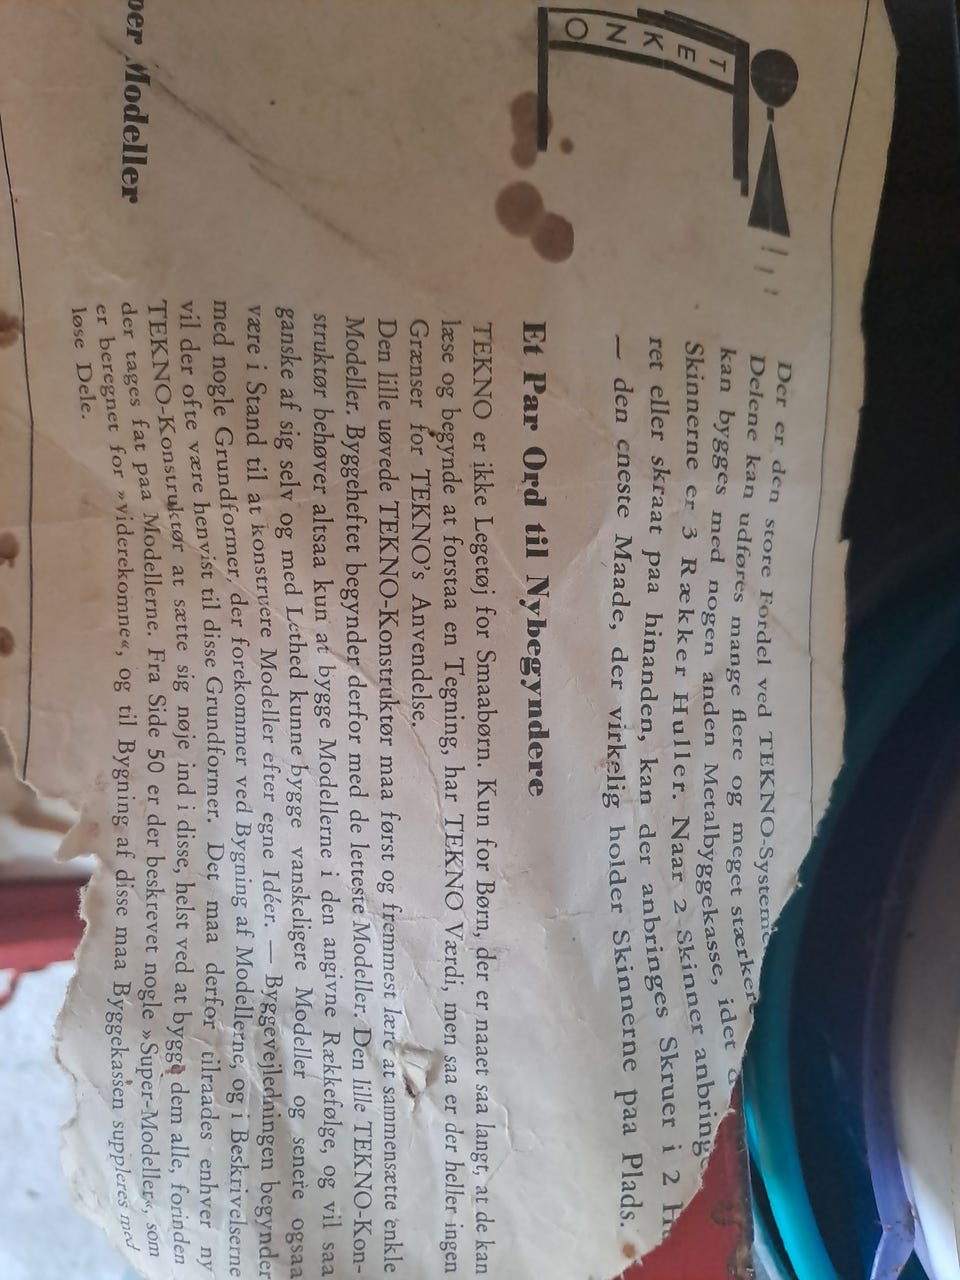 TEKNO
Der er den store Fordel ved TEKNO-Systemet
Delene kan udføres mange flere og meget stærkere
kan bygges med nogen anden Metalbyggekasse, idet
Skinnerne er 3 Rækker Huller. Naar 2 Skinner anbringe
ret eller skraat paa hinanden, kan der anbringes Skruer i 2 H
— den eneste Maade, der virkelig holder Skinnerne paa Plads.
Et Par Ord til Nybegyndere
TEKNO er ikke Legetøj for Smaabørn. Kun for Børn, der er naaet saa langt, at de kan
læse og begynde at forstaa en Tegning, har TEKNO Værdi, men saa er der heller ingen
Grænser for TEKNO's Anvendelse.
Den lille uøvede TEKNO-Konstruktør maa først og fremmest lære at sammensætte enkle
Modeller. Byggeheftet begynder derfor med de letteste Modeller. Den lille TEKNO-Kon-
struktør behøver altsaa kun at bygge Modellerne i den angivne Rækkefølge, og vil saa
ganske af sig selv og med Lethed kunne bygge vanskeligere Modeller og senere ogsaa
være i Stand til at konstruere Modeller efter egne Idéer. — Byggevejledningen begynder
med nogle Grundformer, der forekommer ved Bygning af Modellerne, og i Beskrivelserne
vil der ofte være henvist til disse Grundformer. Det maa derfor tilraades enhver ny
TEKNO-Konstruktør at sætte sig nøje ind i disse, helst ved at bygge dem alle, forinden
der tages fat paa Modellerne. Fra Side 50 er der beskrevet nogle »Super-Modeller«, som
er beregnet for »viderekomne«, og til Bygning af disse maa Byggekassen suppleres med
løse Dele.
per Modeller